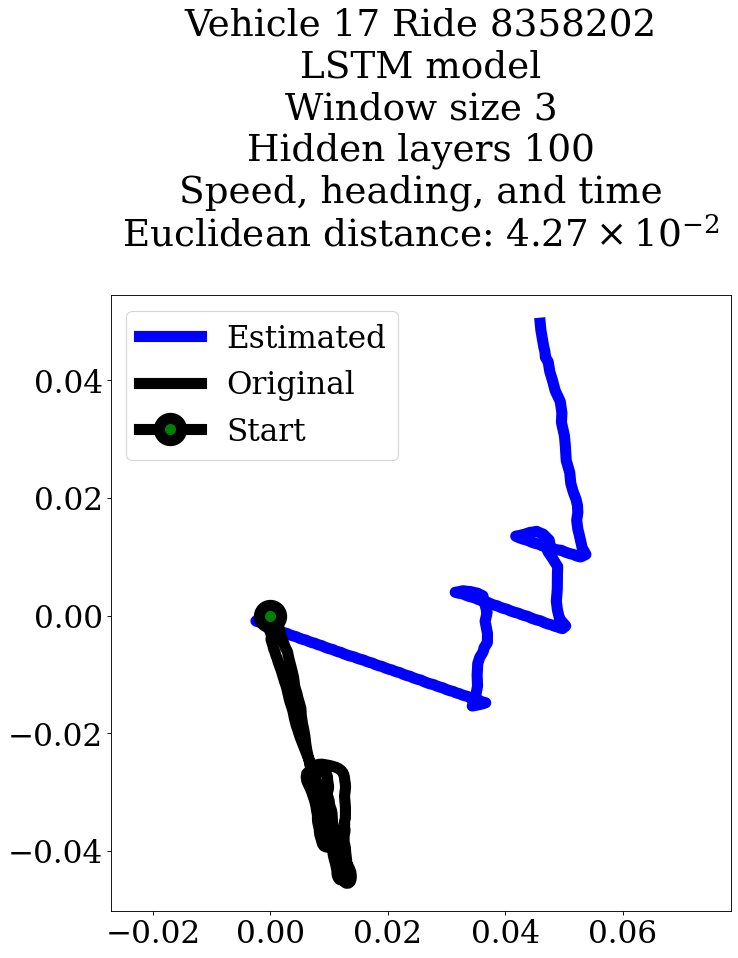 Vehicle 17 Ride 8358202
LSTM model
Window size 3
Hidden layers 100
Speed, heading, and time
Euclidean distance: 4.27 × 10⁻²
Estimated
Original
Start
0.04
0.02
0.00
−0.02
−0.04
−0.02 0.00 0.02 0.04 0.06